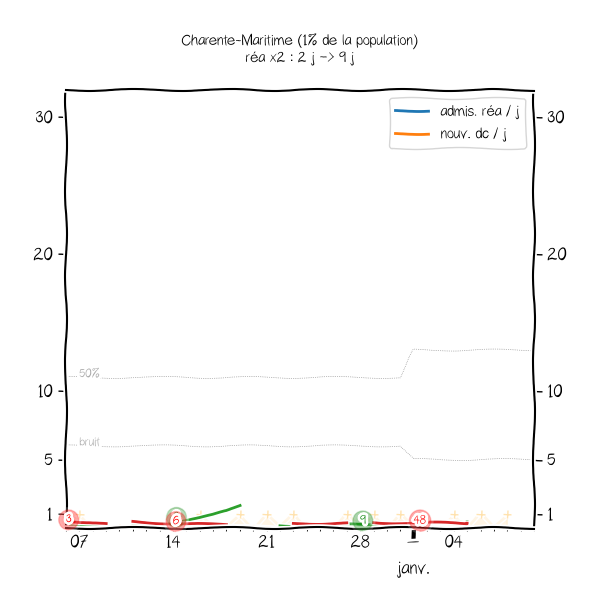 Charente-Maritime (1% de la population)
réa x2 : 2 j -> 9 j
admis. réa / j
nouv. dc / j
30 30
20 20
50%
10 10
bruit
5 5
1 3 6 9 48 1
07 14 21 28 04
janv.